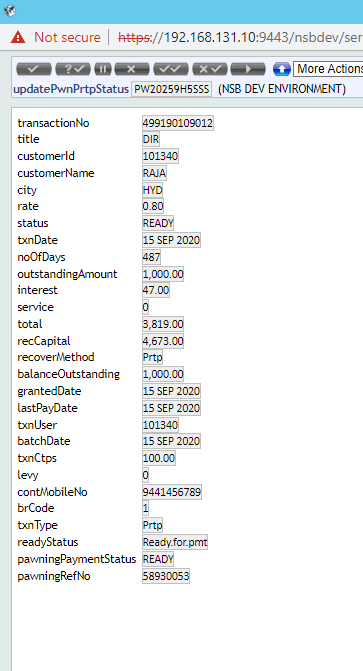 Not secure | https://192.168.131.10:9443/nsbdev/ser
More Actions
updatePwnPrtpStatus PW20259H5SSS (NSB DEV ENVIRONMENT)
transactionNo 499190109012
title DIR
customerId 101340
customerName RAJA
city HYD
rate 0.80
status READY
txnDate 15 SEP 2020
noOfDays 487
outstandingAmount 1,000.00
interest 47.00
service 0
total 3,819.00
recCapital 4,673.00
recoverMethod Prtp
balanceOutstanding 1,000.00
grantedDate 15 SEP 2020
lastPayDate 15 SEP 2020
txnUser 101340
batchDate 15 SEP 2020
txnCtps 100.00
levy 0
contMobileNo 9441456789
brCode 1
txnType Prtp
readyStatus Ready.for.pmt
pawningPaymentStatus READY
pawningRefNo 58930053